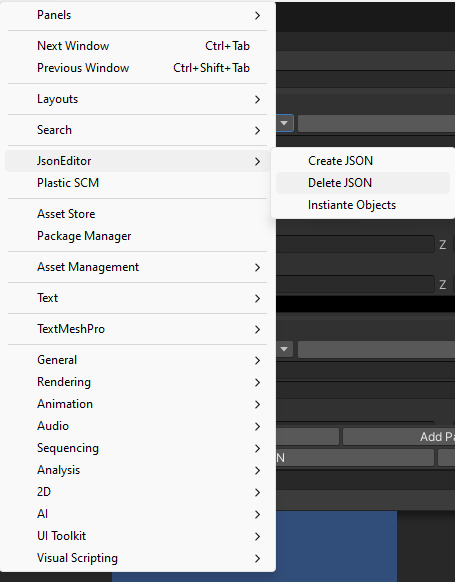 Panels
Next Window Ctrl+Tab
Previous Window Ctrl+Shift+Tab
Layouts
Search
JsonEditor
Create JSON
Plastic SCM
Delete JSON
Instiante Objects
Asset Store
Package Manager
Z
Asset Management
Z
Text
TextMeshPro
General
Rendering
Animation
Audio
Add Pa
Sequencing
N
Analysis
2D
AI
UI Toolkit
Visual Scripting